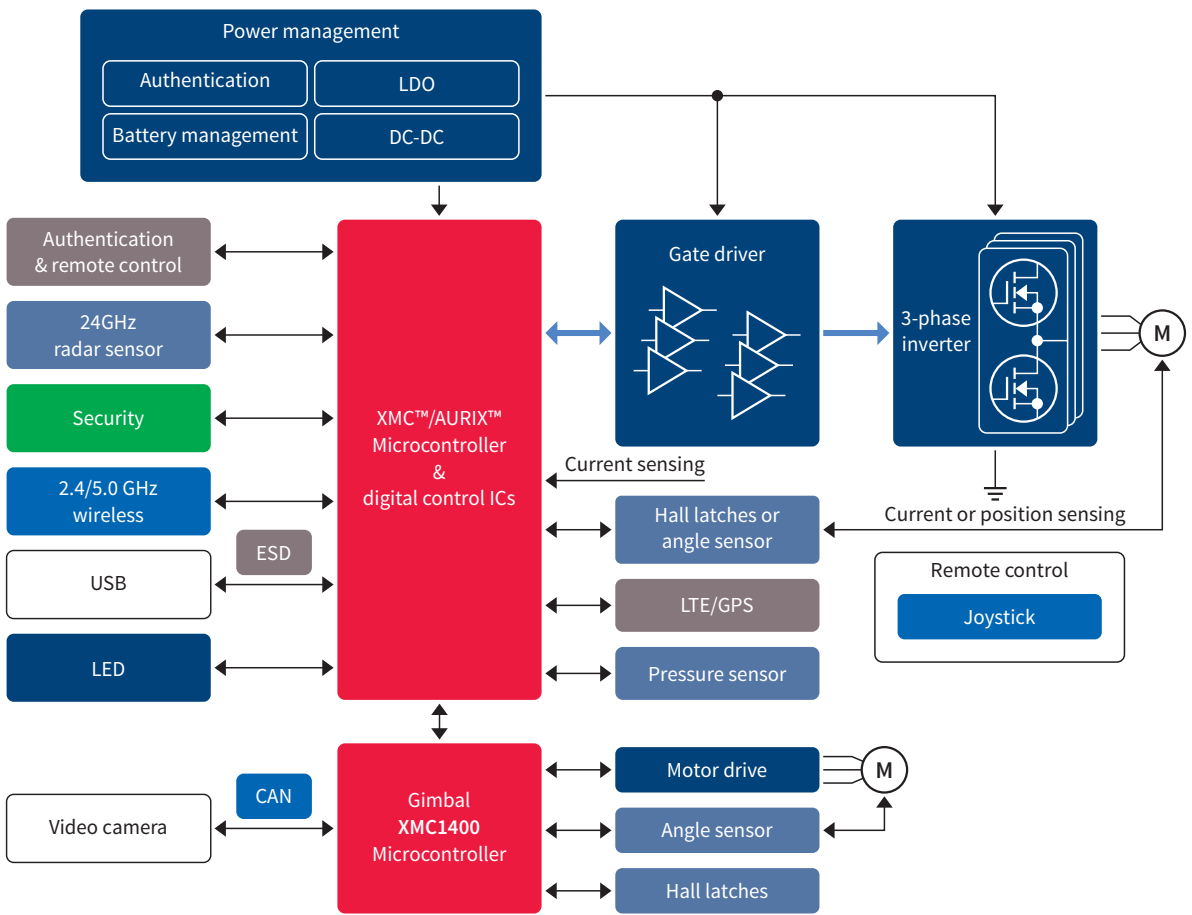 Power management
Authentication
LDO
Battery management
DC-DC
Authentication
& remote control
24GHz
radar sensor
Security
2.4/5.0 GHz
wireless
ESD
USB
LED
XMC™/AURIX™
Microcontroller
&
digital control ICs
Gate driver
3-phase
inverter
M
Current sensing
Hall latches or
angle sensor
Current or position sensing
LTE/GPS
Pressure sensor
Remote control
Joystick
CAN
Video camera
Gimbal
XMC1400
Microcontroller
Motor drive
M
Angle sensor
Hall latches